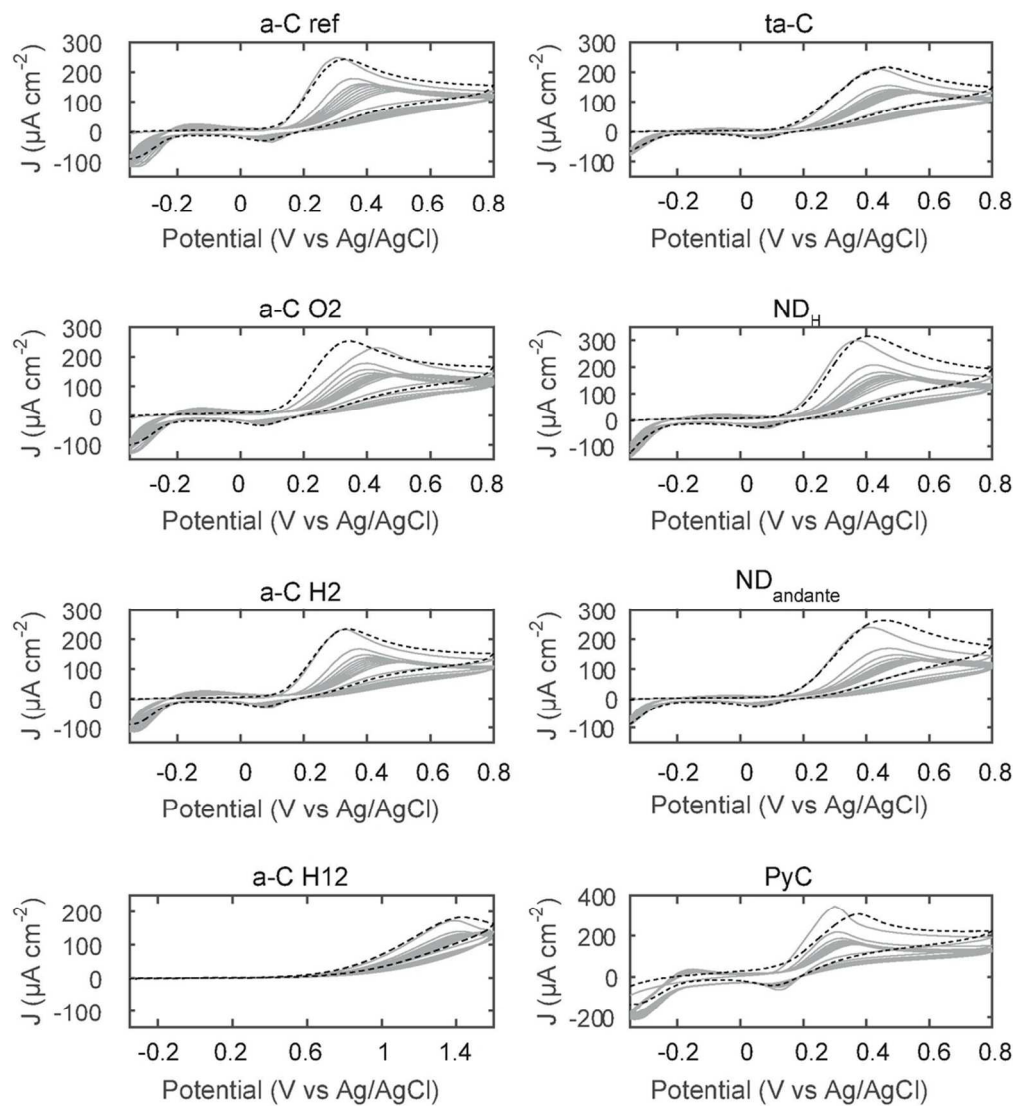 a-C ref
300
200
100
0
-100
J (µA cm⁻²)
-0.2 0 0.2 0.4 0.6 0.8
Potential (V vs Ag/AgCl)
ta-C
300
200
100
0
-100
J (µA cm⁻²)
-0.2 0 0.2 0.4 0.6 0.8
Potential (V vs Ag/AgCl)
a-C O2
300
200
100
0
-100
J (µA cm⁻²)
-0.2 0 0.2 0.4 0.6 0.8
Potential (V vs Ag/AgCl)
ND_H
300
200
100
0
-100
J (µA cm⁻²)
-0.2 0 0.2 0.4 0.6 0.8
Potential (V vs Ag/AgCl)
a-C H2
300
200
100
0
-100
J (µA cm⁻²)
-0.2 0 0.2 0.4 0.6 0.8
Potential (V vs Ag/AgCl)
ND_andante
300
200
100
0
-100
J (µA cm⁻²)
-0.2 0 0.2 0.4 0.6 0.8
Potential (V vs Ag/AgCl)
a-C H12
200
100
0
-100
J (µA cm⁻²)
-0.2 0.2 0.6 1 1.4
Potential (V vs Ag/AgCl)
PyC
400
200
0
-200
J (µA cm⁻²)
-0.2 0 0.2 0.4 0.6 0.8
Potential (V vs Ag/AgCl)